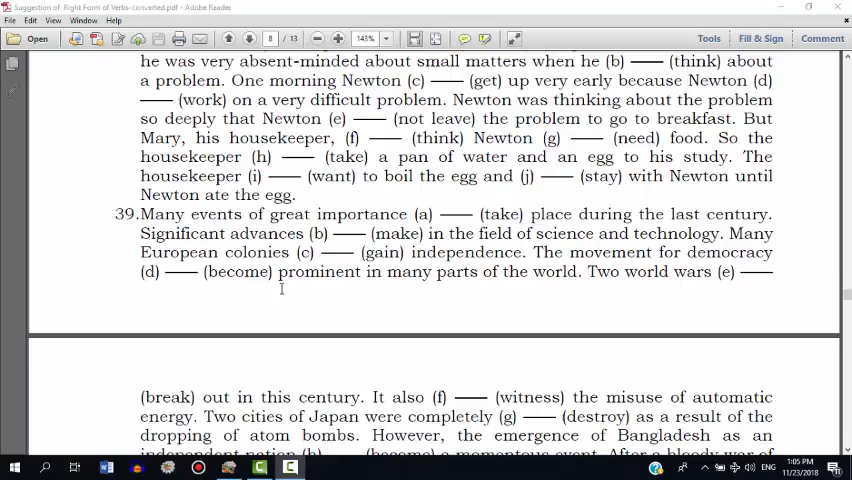 Suggestion of Right Form of Verbs-converted.pdf - Adobe Reader
File Edit View Window Help
Open 8 / 13 143% Tools Fill & Sign Comment
he was very absent-minded about small matters when he (b) —— (think) about
a problem. One morning Newton (c) —— (get) up very early because Newton (d)
—— (work) on a very difficult problem. Newton was thinking about the problem
so deeply that Newton (e) —— (not leave) the problem to go to breakfast. But
Mary, his housekeeper, (f) —— (think) Newton (g) —— (need) food. So the
housekeeper (h) —— (take) a pan of water and an egg to his study. The
housekeeper (i) —— (want) to boil the egg and (j) —— (stay) with Newton until
Newton ate the egg.
39. Many events of great importance (a) —— (take) place during the last century.
Significant advances (b) —— (make) in the field of science and technology. Many
European colonies (c) —— (gain) independence. The movement for democracy
(d) —— (become) prominent in many parts of the world. Two world wars (e) ——
(break) out in this century. It also (f) —— (witness) the misuse of automatic
energy. Two cities of Japan were completely (g) —— (destroy) as a result of the
dropping of atom bombs. However, the emergence of Bangladesh as an
independent nation (h) —— (become) a momentous event. After a bloody war of
ENG 1:05 PM
11/23/2018